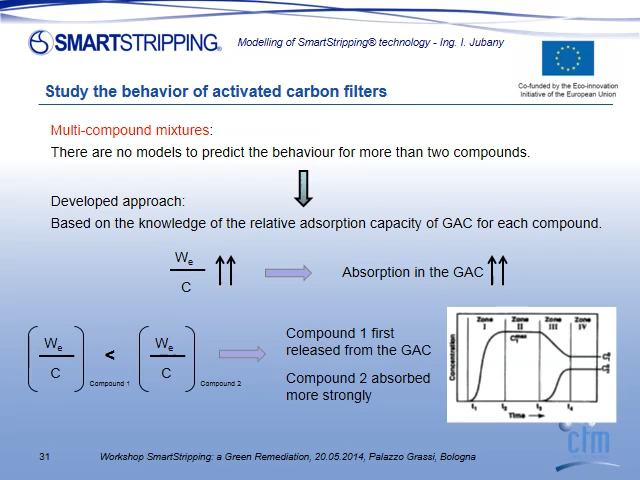 SMARTSTRIPPING®
Modelling of SmartStripping® technology - Ing. I. Jubany
Co-funded by the Eco-innovation
Initiative of the European Union
Study the behavior of activated carbon filters
Multi-compound mixtures:
There are no models to predict the behaviour for more than two compounds.
Developed approach:
Based on the knowledge of the relative adsorption capacity of GAC for each compound.
We
C
Absorption in the GAC
We
C
Compound 1
<
We
C
Compound 2
Compound 1 first
released from the GAC
Compound 2 absorbed
more strongly
Zone Zone Zone Zone
I II III IV
Concentration
t1 t2 t3 t4
Time
ctm
31
Workshop SmartStripping: a Green Remediation, 20.05.2014, Palazzo Grassi, Bologna